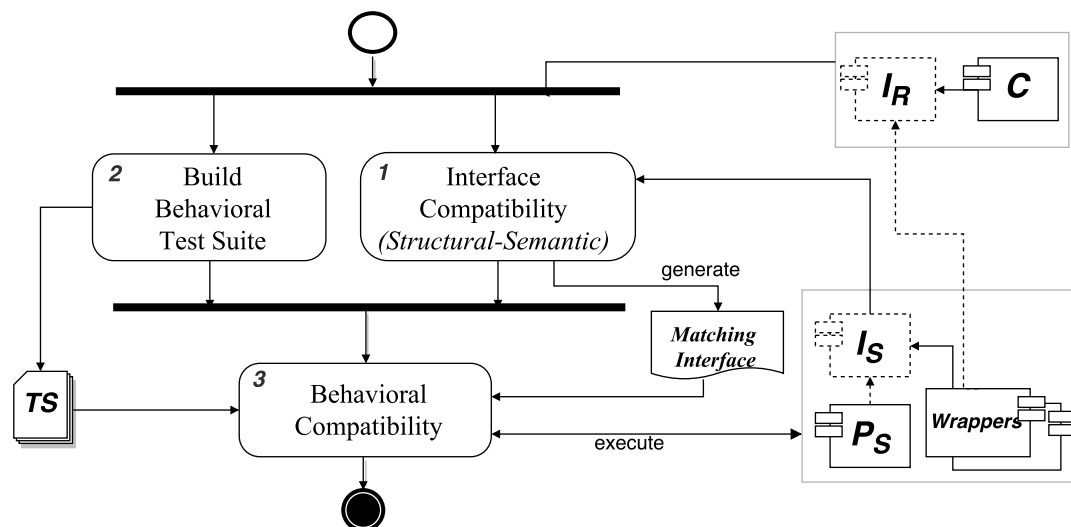 I_R
C
2
Build
Behavioral
Test Suite
1
Interface
Compatibility
(Structural-Semantic)
generate
Matching
Interface
I_S
TS
3
Behavioral
Compatibility
execute
P_S
Wrappers